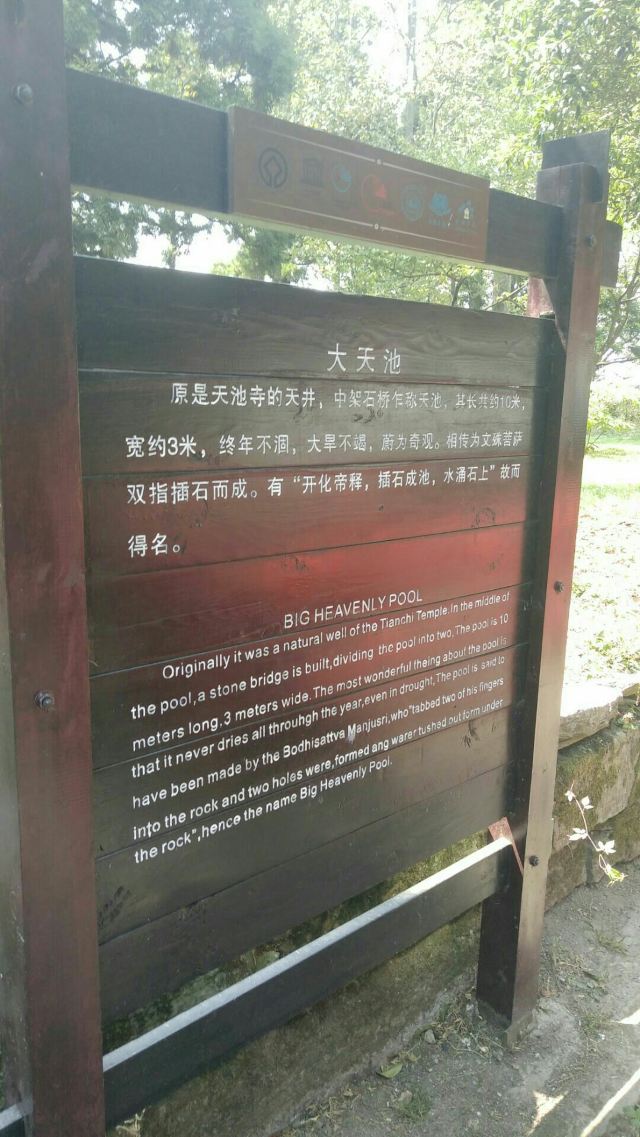 大天池
原是天池寺的天井，中架石桥乍称天池，其长共约10米，
宽约3米，终年不涸，大旱不竭，蔚为奇观。相传为文殊菩萨
双指插石而成。有“开化帝释，插石成池，水涌石上”故而
得名。
BIG HEAVENLY POOL
Originally it was a natural well of the Tianchi Temple.In the middle of
the pool,a stone bridge is built,dividing the pool into two,The pool is 10
meters long,3 meters wide.The most wonderful theing about the pool is
that it never dries all throuhgh the year,even in drought.The pool is said to
have been made by the Bodhisattva Manjusri,who"tabbed two of his fingers
into the rock and two holes were,formed ang warer tushed out form under
the rock",hence the name Big Heavenly Pool.